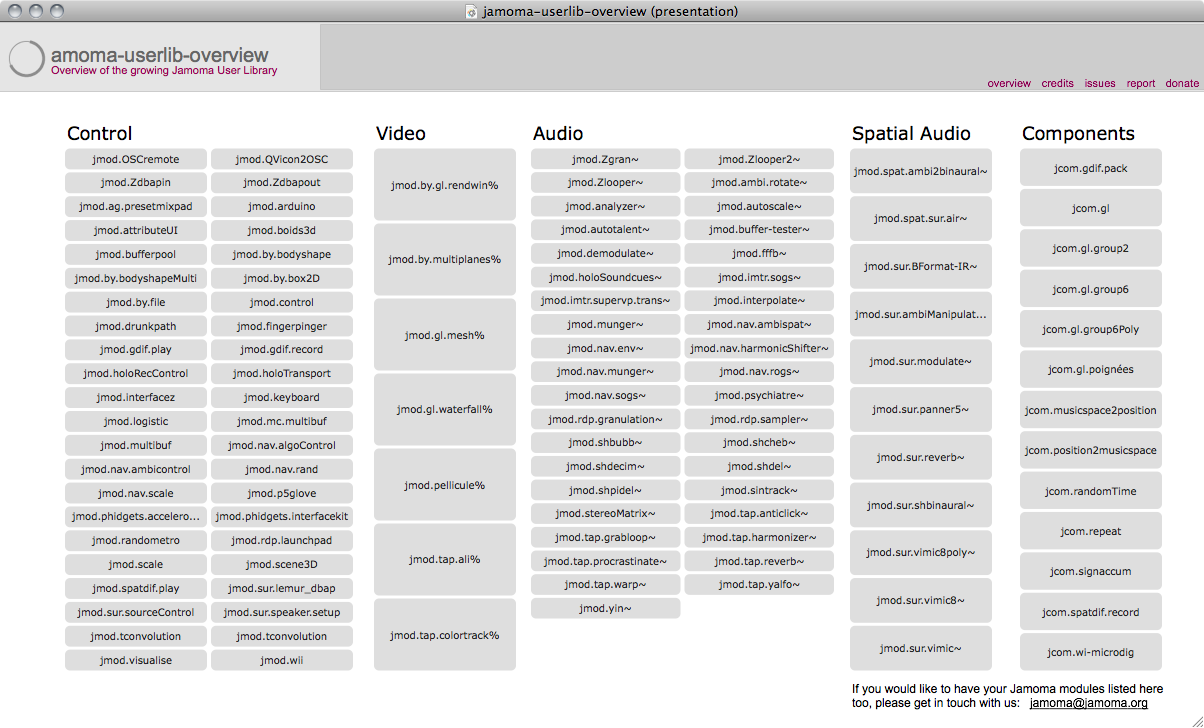 jamoma-userlib-overview (presentation)
amoma-userlib-overview
Overview of the growing Jamoma User Library
overview credits issues report donate
Control
jmod.OSCremote jmod.QVicon2OSC
jmod.Zdbapin jmod.Zdbapout
jmod.ag.presetmixpad jmod.arduino
jmod.attributeUI jmod.boids3d
jmod.bufferpool jmod.by.bodyshape
jmod.by.bodyshapeMulti jmod.by.box2D
jmod.by.file jmod.control
jmod.drunkpath jmod.fingerpinger
jmod.gdif.play jmod.gdif.record
jmod.holoRecControl jmod.holoTransport
jmod.interfacez jmod.keyboard
jmod.logistic jmod.mc.multibuf
jmod.multibuf jmod.nav.algoControl
jmod.nav.ambicontrol jmod.nav.rand
jmod.nav.scale jmod.p5glove
jmod.phidgets.accelero... jmod.phidgets.interfacekit
jmod.randometro jmod.rdp.launchpad
jmod.scale jmod.scene3D
jmod.spatdif.play jmod.sur.lemur_dbap
jmod.sur.sourceControl jmod.sur.speaker.setup
jmod.tconvolution jmod.tconvolution
jmod.visualise jmod.wii
Video
jmod.by.gl.rendwin%
jmod.by.multiplanes%
jmod.gl.mesh%
jmod.gl.waterfall%
jmod.pellicule%
jmod.tap.ali%
jmod.tap.colortrack%
Audio
jmod.Zgran~ jmod.Zlooper2~
jmod.Zlooper~ jmod.ambi.rotate~
jmod.analyzer~ jmod.autoscale~
jmod.autotalent~ jmod.buffer-tester~
jmod.demodulate~ jmod.fffb~
jmod.holoSoundcues~ jmod.imtr.sogs~
jmod.imtr.supervp.trans~ jmod.interpolate~
jmod.munger~ jmod.nav.ambispat~
jmod.nav.env~ jmod.nav.harmonicShifter~
jmod.nav.munger~ jmod.nav.rogs~
jmod.nav.sogs~ jmod.psychiatre~
jmod.rdp.granulation~ jmod.rdp.sampler~
jmod.shbubb~ jmod.shcheb~
jmod.shdecim~ jmod.shdel~
jmod.shpidel~ jmod.sintrack~
jmod.stereoMatrix~ jmod.tap.anticlick~
jmod.tap.grabloop~ jmod.tap.harmonizer~
jmod.tap.procrastinate~ jmod.tap.reverb~
jmod.tap.warp~ jmod.tap.yalfo~
jmod.yin~
Spatial Audio
jmod.spat.ambi2binaural~
jmod.spat.sur.air~
jmod.sur.BFormat-IR~
jmod.sur.ambiManipulat...
jmod.sur.modulate~
jmod.sur.panner5~
jmod.sur.reverb~
jmod.sur.shbinaural~
jmod.sur.vimic8poly~
jmod.sur.vimic8~
jmod.sur.vimic~
Components
jcom.gdif.pack
jcom.gl
jcom.gl.group2
jcom.gl.group6
jcom.gl.group6Poly
jcom.gl.poignées
jcom.musicspace2position
jcom.position2musicspace
jcom.randomTime
jcom.repeat
jcom.signaccum
jcom.spatdif.record
jcom.wi-microdig
If you would like to have your Jamoma modules listed here
too, please get in touch with us: jamoma@jamoma.org